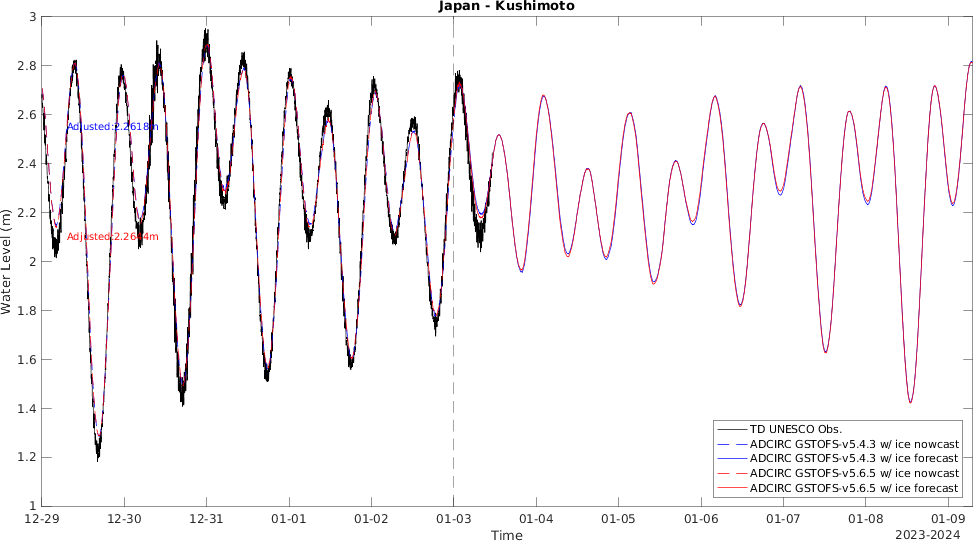 Japan - Kushimoto
3
2.8
2.6
2.4
2.2
2
1.8
1.6
1.4
1.2
1
Water Level (m)
Adjusted:2.2618m
TD UNESCO Obs.
ADCIRC GSTOFS-v5.4.3 w/ ice nowcast
ADCIRC GSTOFS-v5.4.3 w/ ice forecast
ADCIRC GSTOFS-v5.6.5 w/ ice nowcast
ADCIRC GSTOFS-v5.6.5 w/ ice forecast
12-29 12-30 12-31 01-01 01-02 01-03 01-04 01-05 01-06 01-07 01-08 01-09
Time
2023-2024